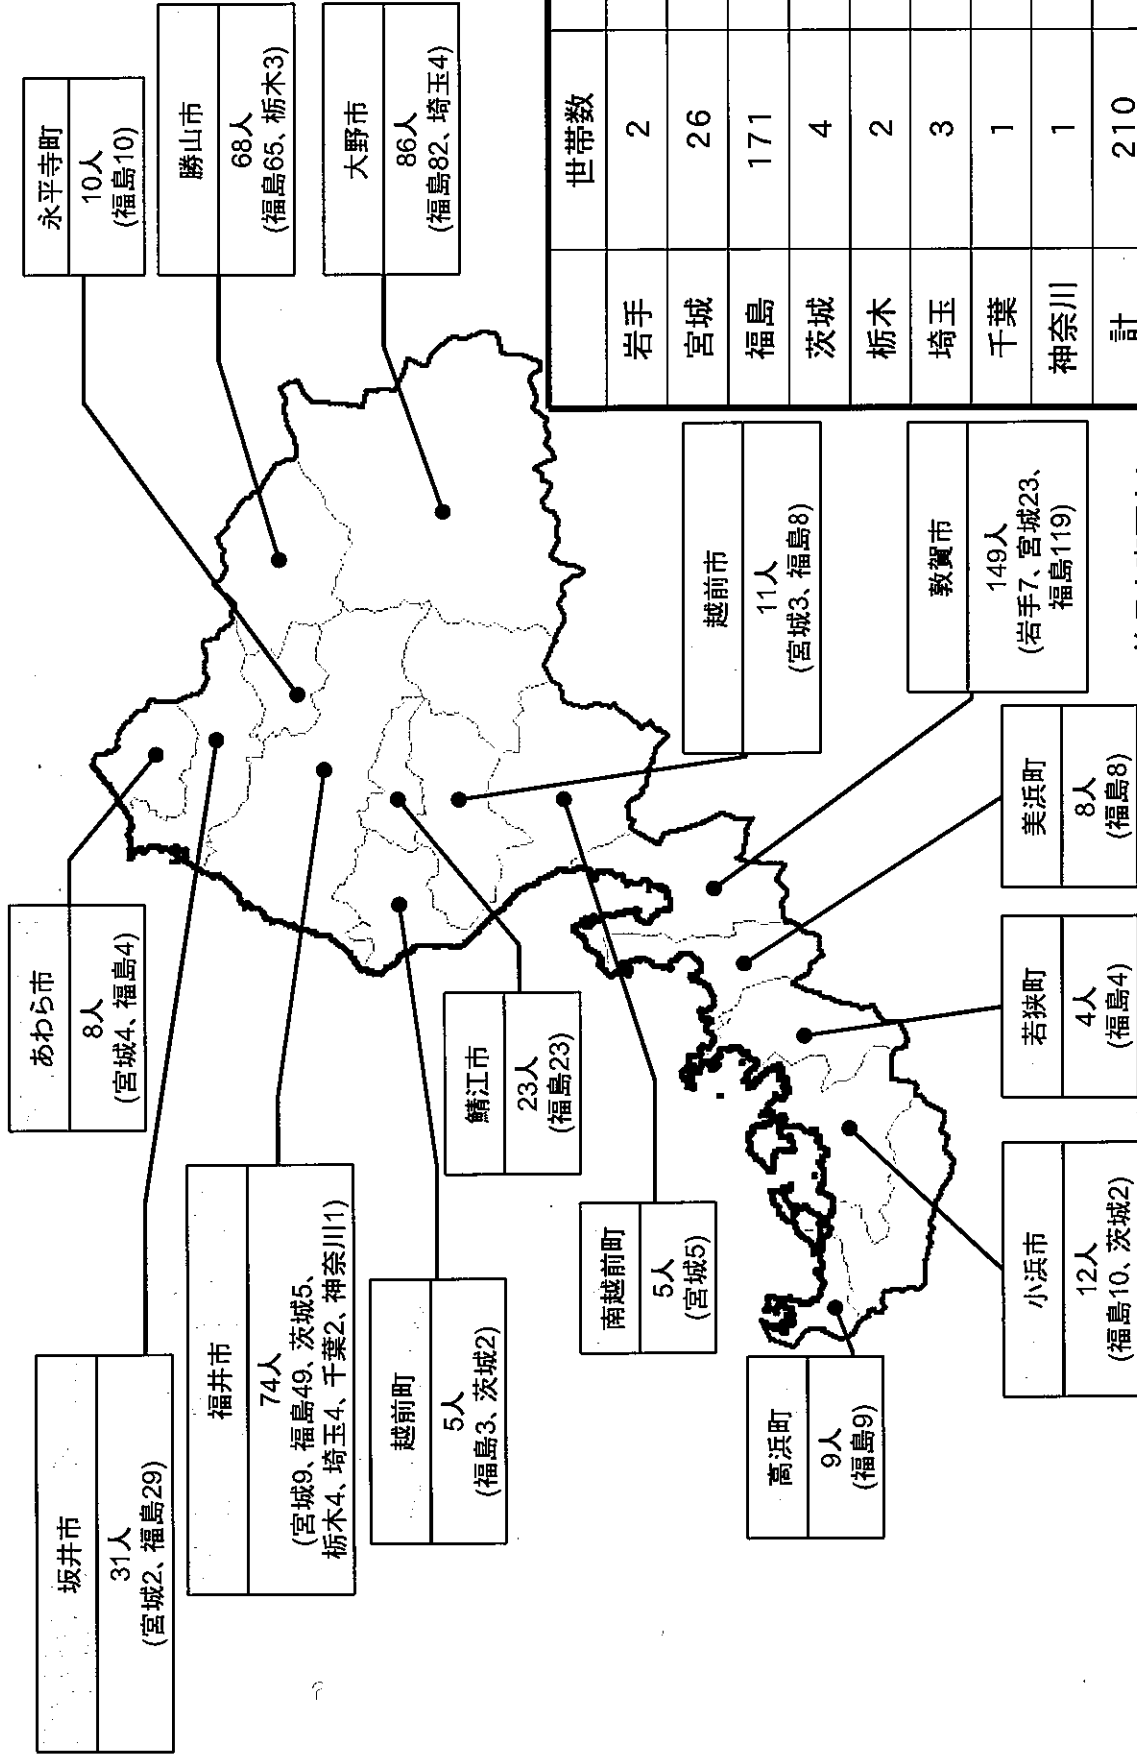 坂井市
31人
(宮城2、福島29)
あわら市
8人
(宮城4、福島4)
永平寺町
10人
(福島10)
勝山市
68人
(福島65、栃木3)
大野市
86人
(福島82、埼玉4)
福井市
74人
(宮城9、福島49、茨城5、
栃木4、埼玉4、千葉2、神奈川1)
越前町
5人
(福島3、茨城2)
鯖江市
23人
(福島23)
南越前町
5人
(宮城5)
越前市
11人
(宮城3、福島8)
敦賀市
149人
(岩手7、宮城23、
福島119)
高浜町
9人
(福島9)
小浜市
12人
(福島10、茨城2)
若狭町
4人
(福島4)
美浜町
8人
(福島8)
世帯数
岩手 2
宮城 26
福島 171
茨城 4
栃木 2
埼玉 3
千葉 1
神奈川 1
計 210